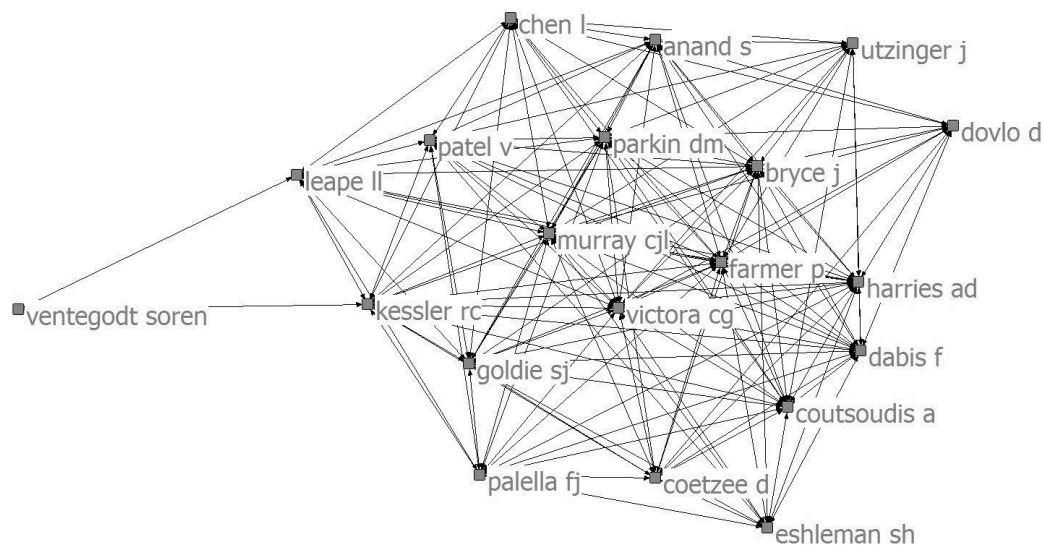 chen l
anand s
utzinger j
dovlo d
patel v
parkin dm
bryce j
leape ll
murray cjl
farmer p
harries ad
ventegodt soren
kessler rc
victora cg
goldie sj
dabis f
coutsoudis a
palella fj
coetzee d
eshleman sh